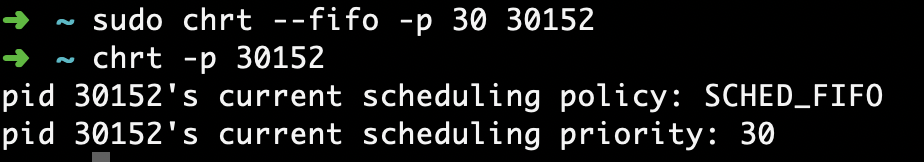 ➜ ~ sudo chrt --fifo -p 30 30152
➜ ~ chrt -p 30152
pid 30152's current scheduling policy: SCHED_FIFO
pid 30152's current scheduling priority: 30